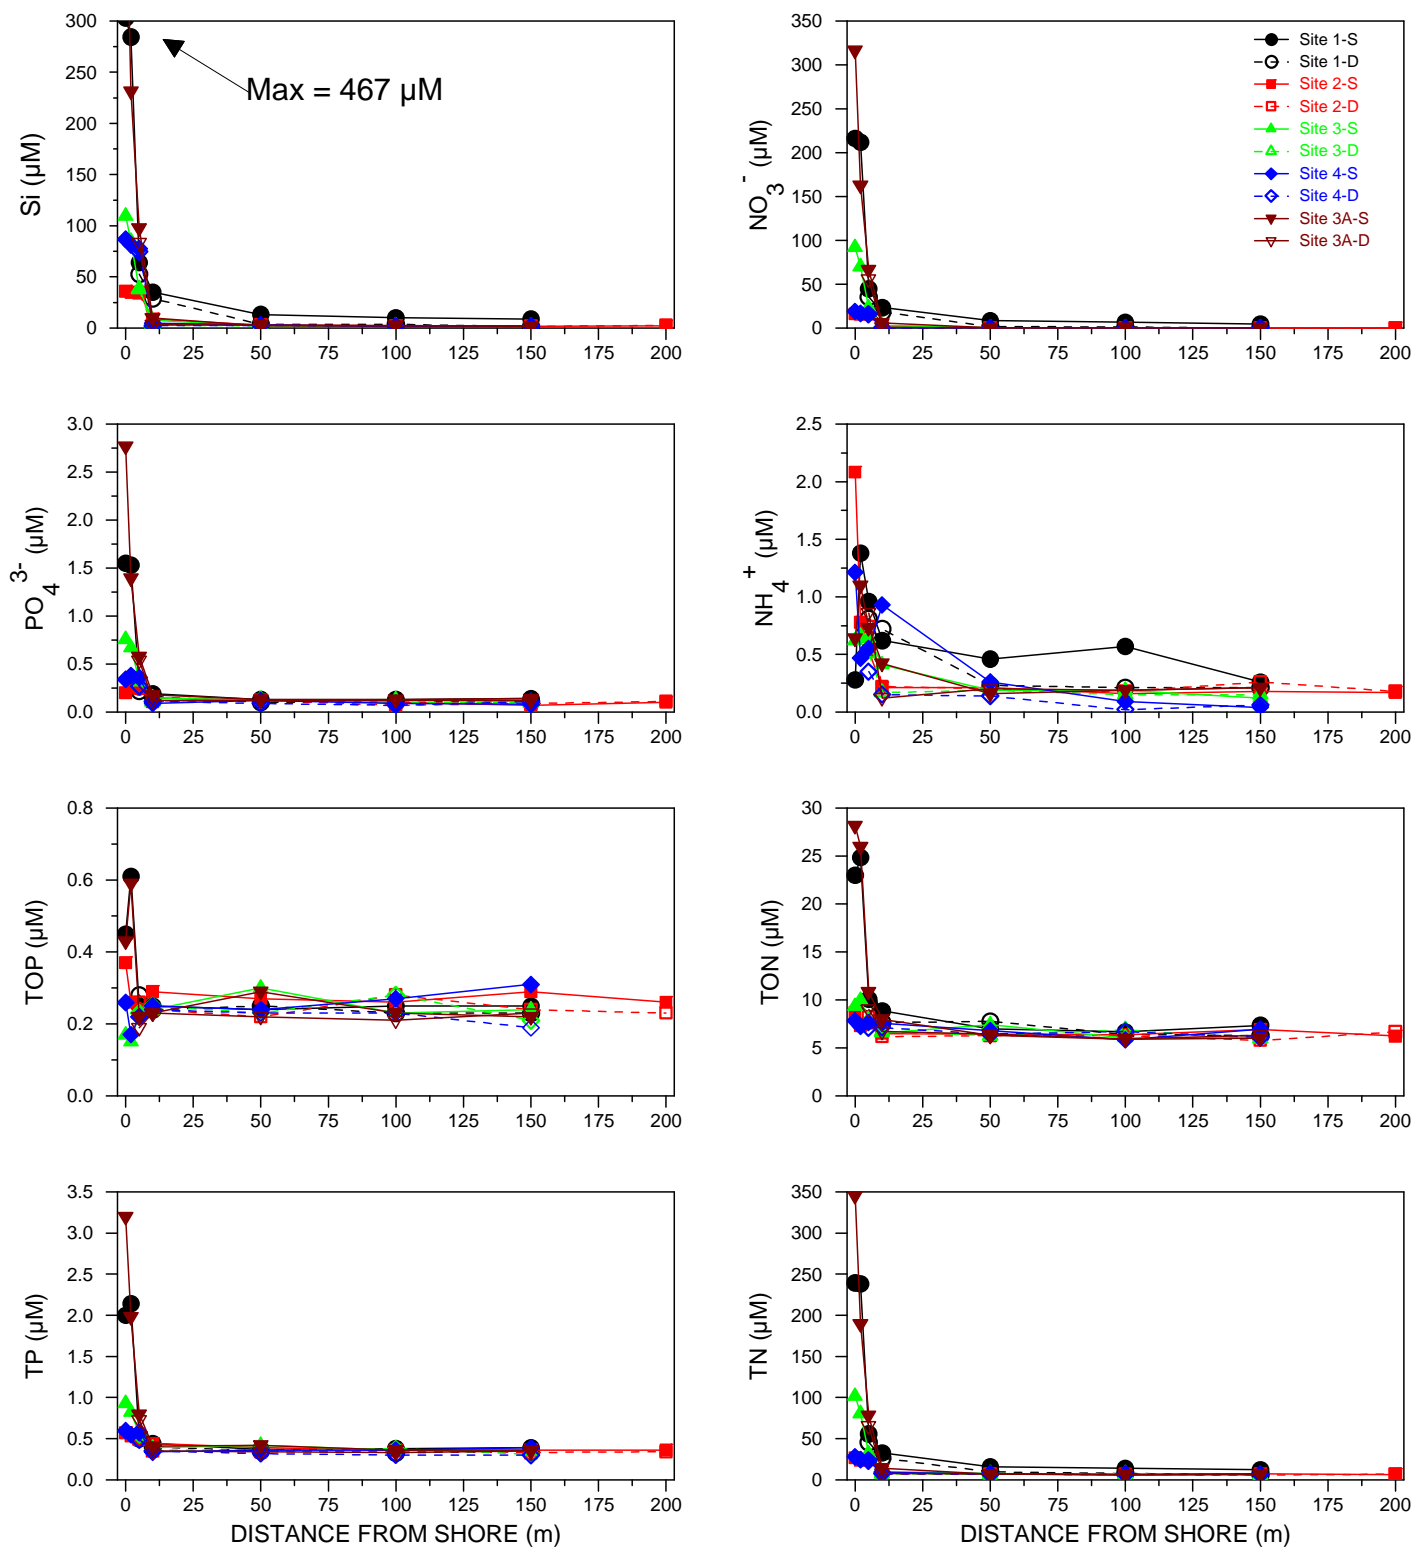 Si (µM)
300
250
200
150
100
50
0
Max = 467 µM
0 25 50 75 100 125 150 175 200
NO3- (µM)
350
300
250
200
150
100
50
0
Site 1-S
Site 1-D
Site 2-S
Site 2-D
Site 3-S
Site 3-D
Site 4-S
Site 4-D
Site 3A-S
Site 3A-D
0 25 50 75 100 125 150 175 200
PO4 3- (µM)
3.0
2.5
2.0
1.5
1.0
0.5
0.0
0 25 50 75 100 125 150 175 200
NH4+ (µM)
2.5
2.0
1.5
1.0
0.5
0.0
0 25 50 75 100 125 150 175 200
TOP (µM)
0.8
0.6
0.4
0.2
0.0
0 25 50 75 100 125 150 175 200
TON (µM)
30
25
20
15
10
5
0
0 25 50 75 100 125 150 175 200
TP (µM)
3.5
3.0
2.5
2.0
1.5
1.0
0.5
0.0
0 25 50 75 100 125 150 175 200
DISTANCE FROM SHORE (m)
TN (µM)
350
300
250
200
150
100
50
0
0 25 50 75 100 125 150 175 200
DISTANCE FROM SHORE (m)